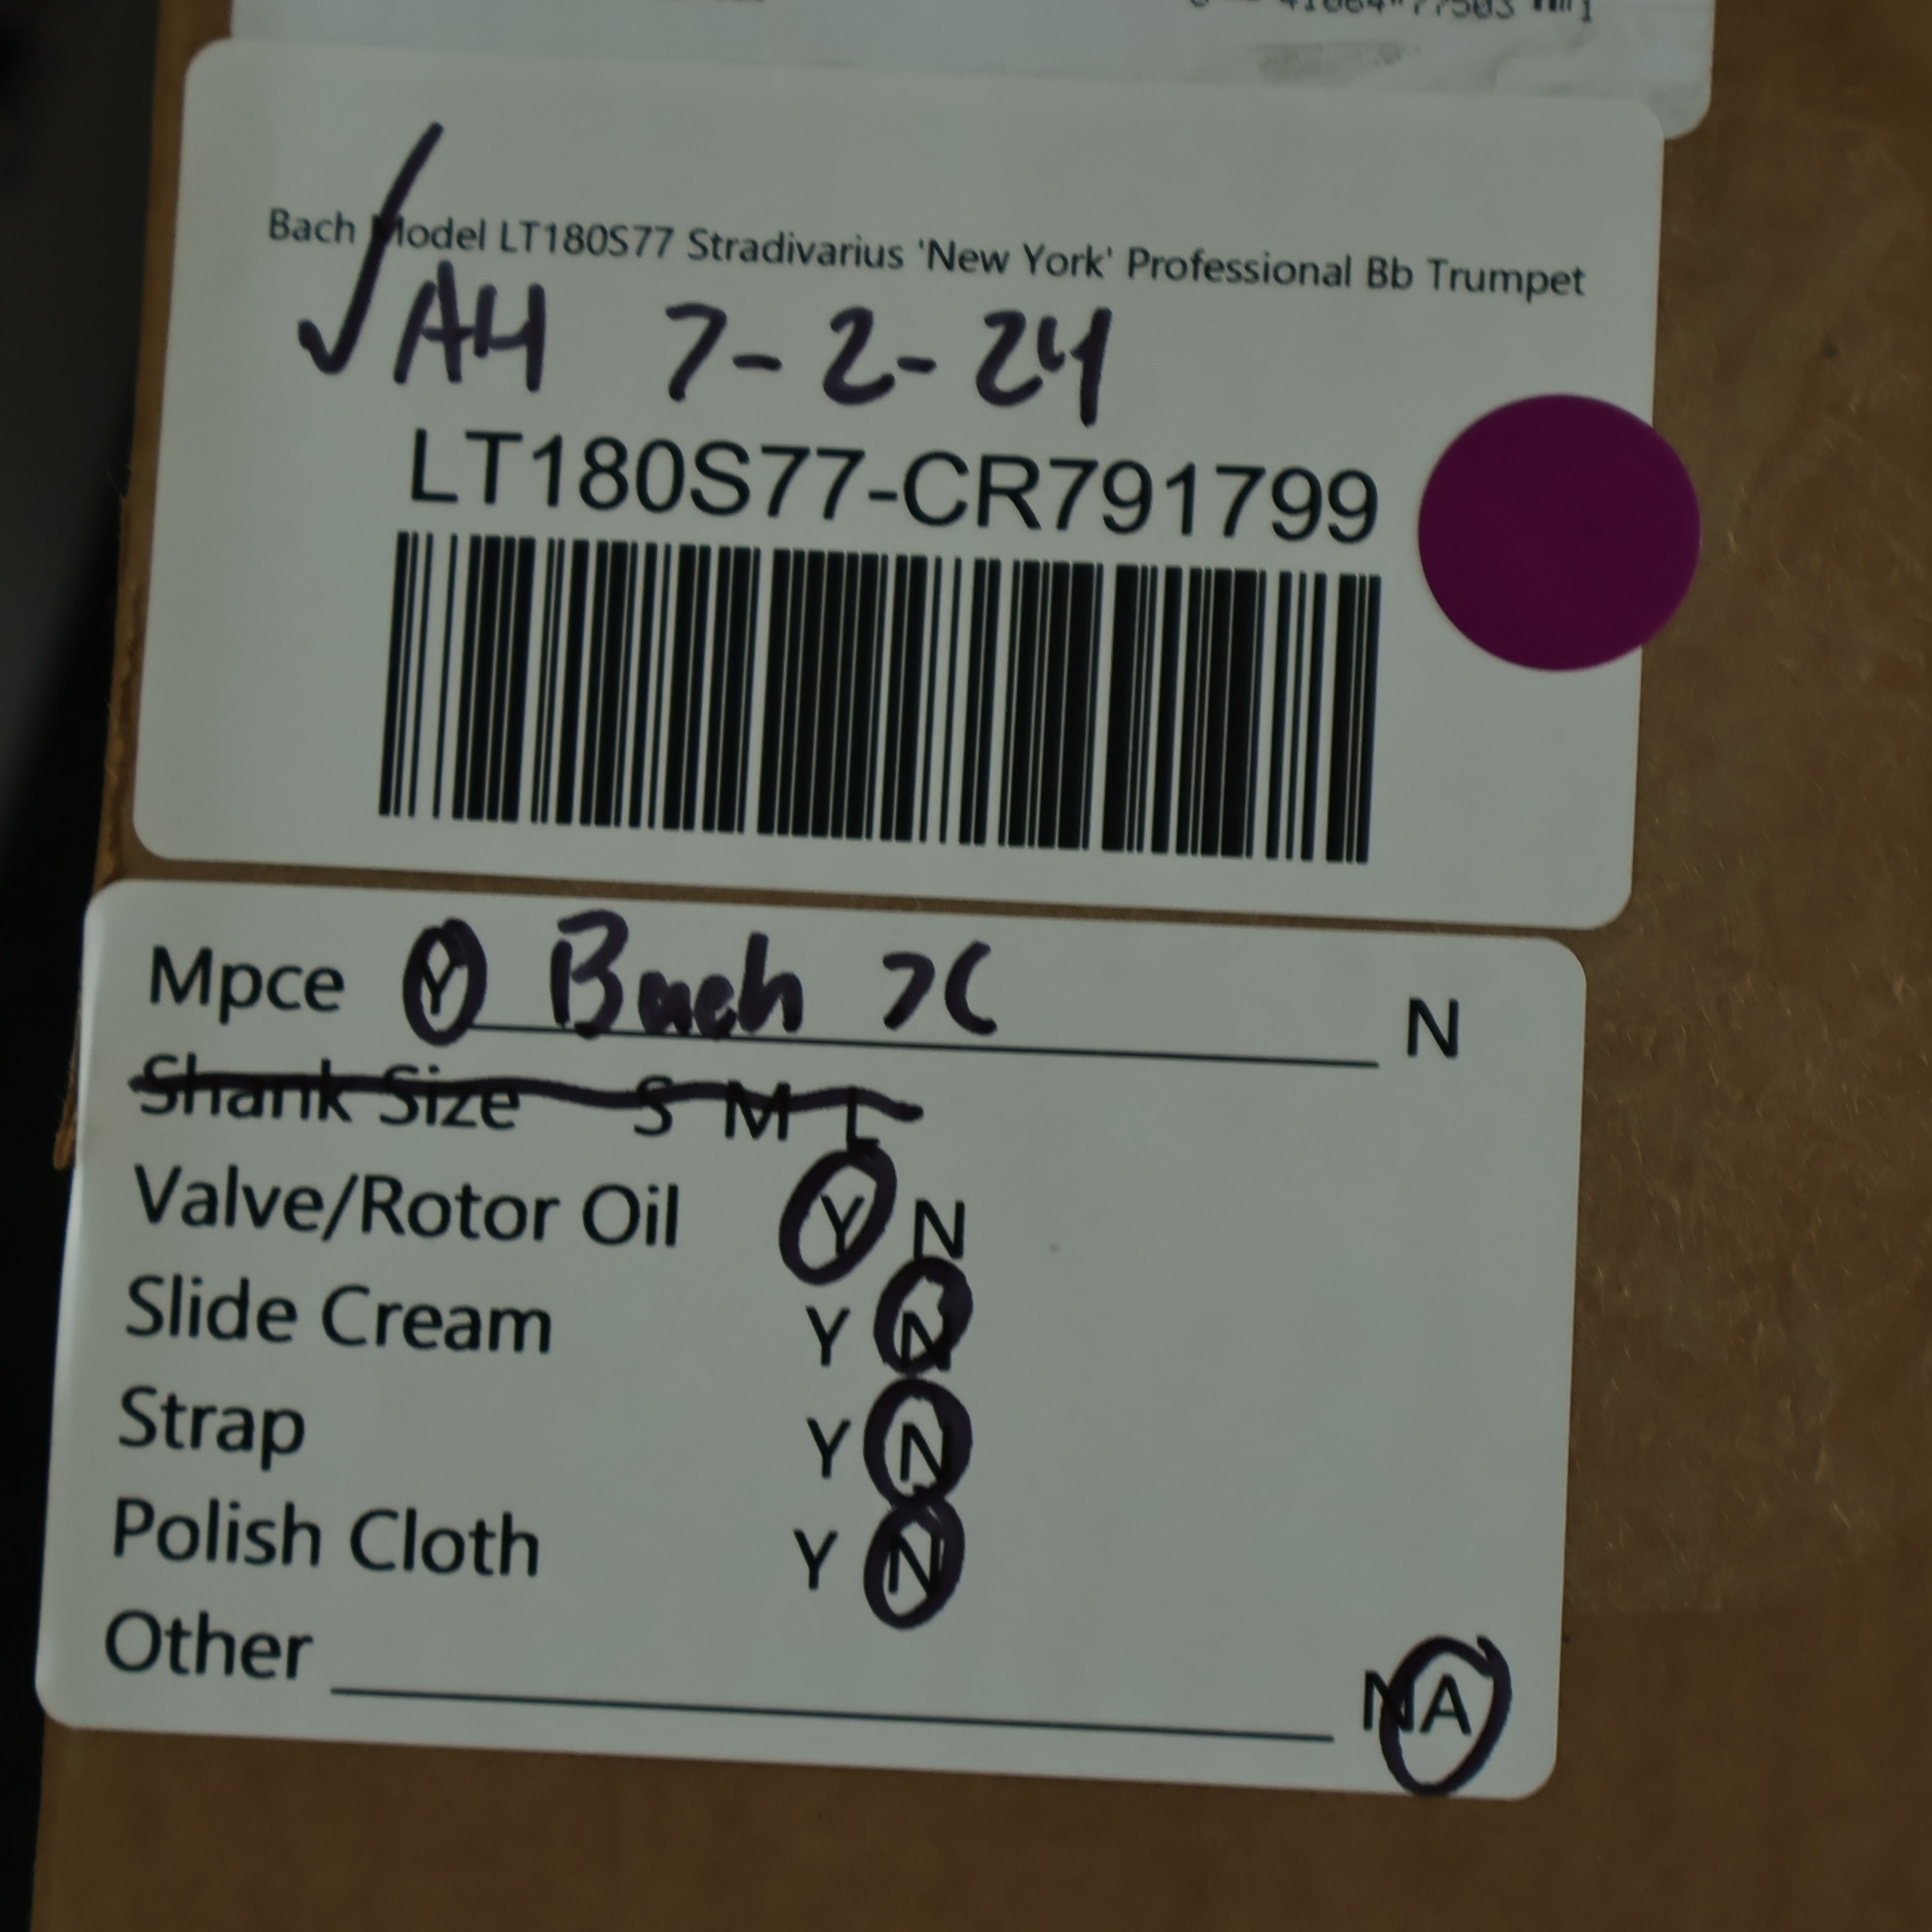 Bach Model LT180S77 Stradivarius 'New York' Professional Bb Trumpet
✓ AH 7-2-24
LT180S77-CR791799
Mpce Y Bach 7C N
Shank Size S M L
Valve/Rotor Oil Y N
Slide Cream Y N
Strap Y N
Polish Cloth Y N
Other NA